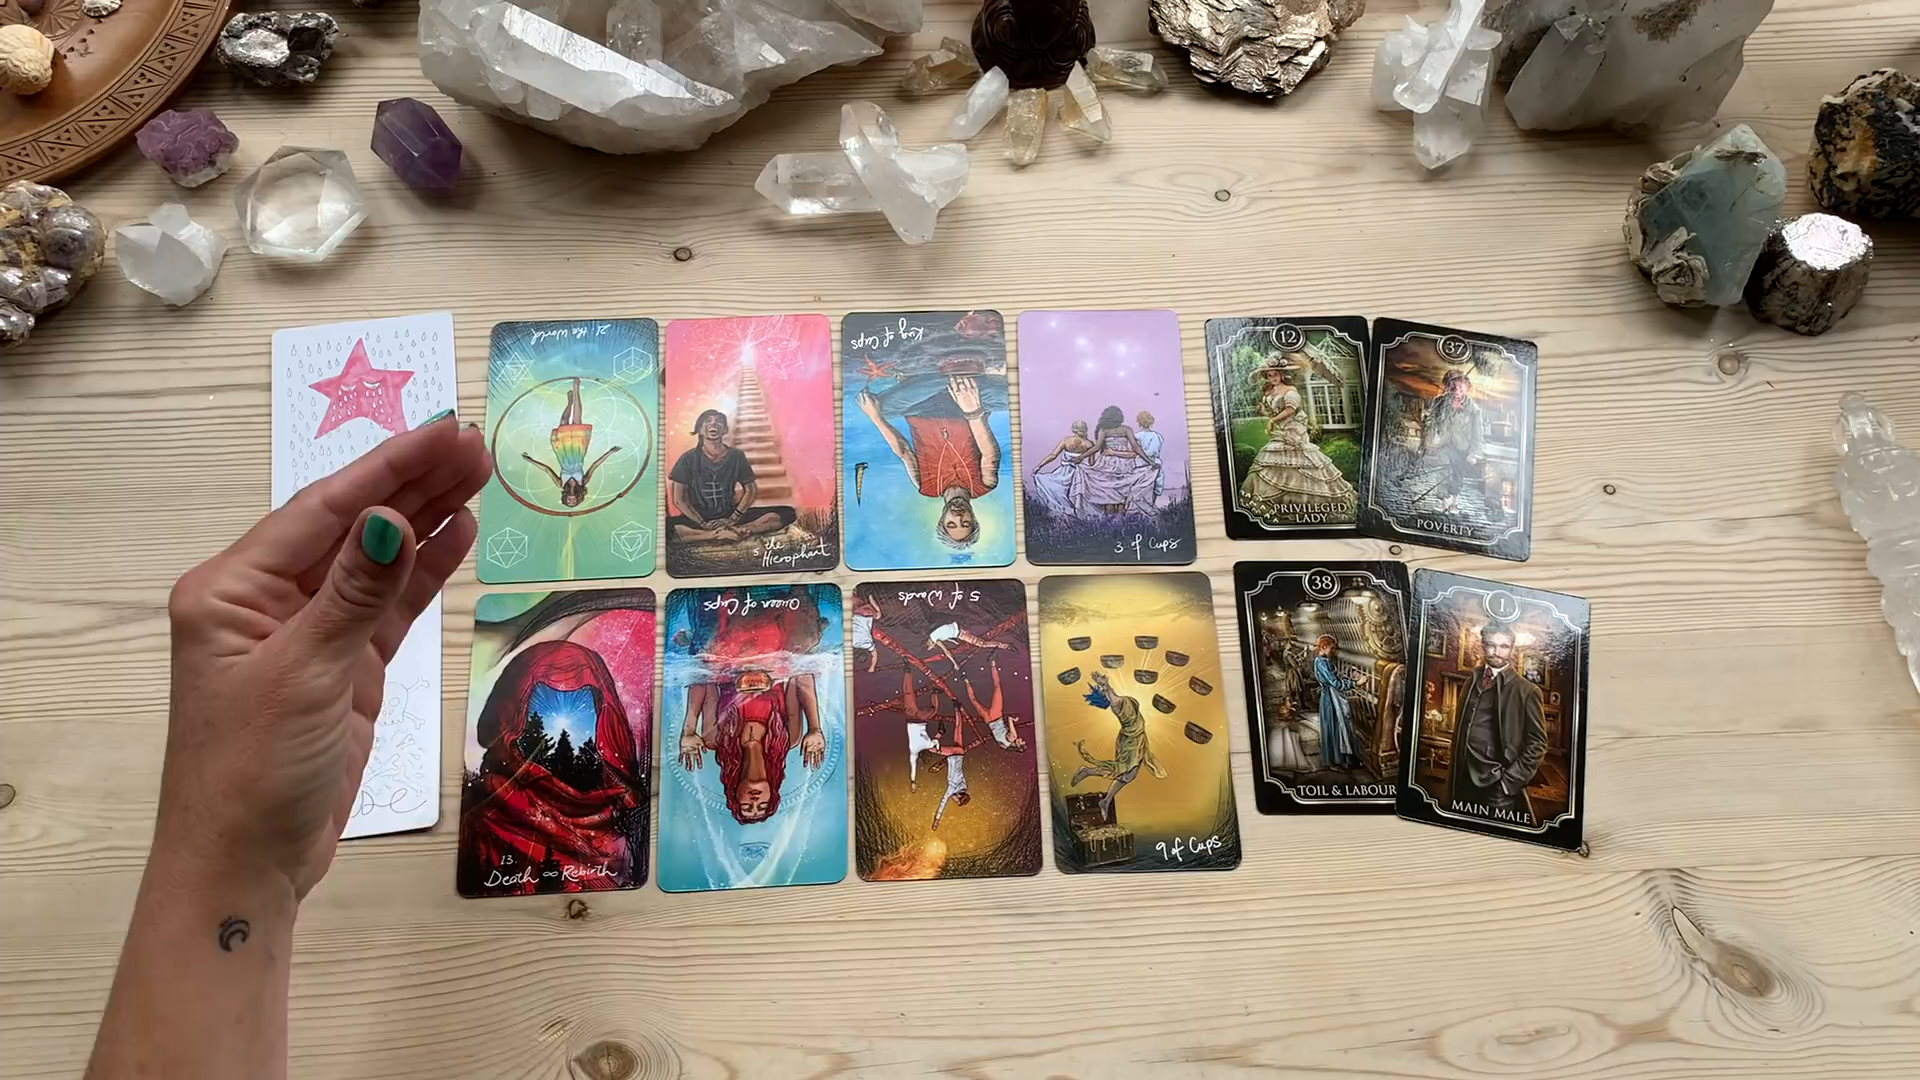 21 the World
5 the
Hierophant
King of Cups
3 of Cups
12
PRIVILEGED
LADY
37
POVERTY
13.
Death ∞ Rebirth
Queen of Cups
5 of Wands
9 of Cups
38
TOIL & LABOUR
1
MAIN MALE